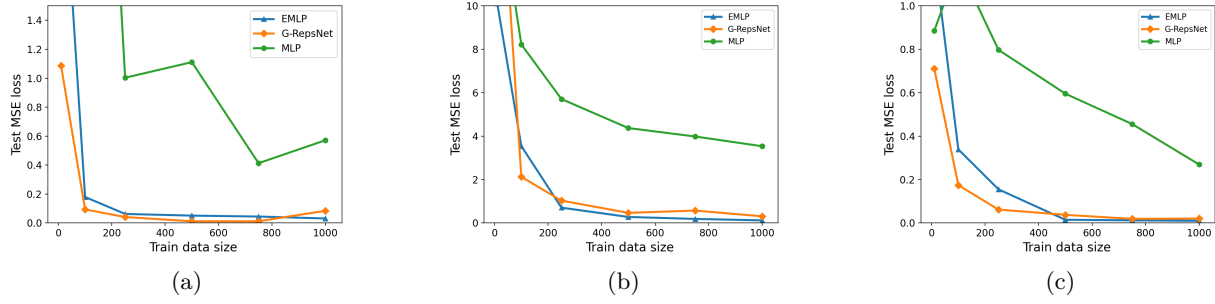 Test MSE loss
1.4
1.2
1.0
0.8
0.6
0.4
0.2
0.0
0 200 400 600 800 1000
Train data size
EMLP
G-RepsNet
MLP
(a)
Test MSE loss
10
8
6
4
2
0
0 200 400 600 800 1000
Train data size
EMLP
G-RepsNet
MLP
(b)
Test MSE loss
1.0
0.8
0.6
0.4
0.2
0.0
0 200 400 600 800 1000
Train data size
EMLP
G-RepsNet
MLP
(c)